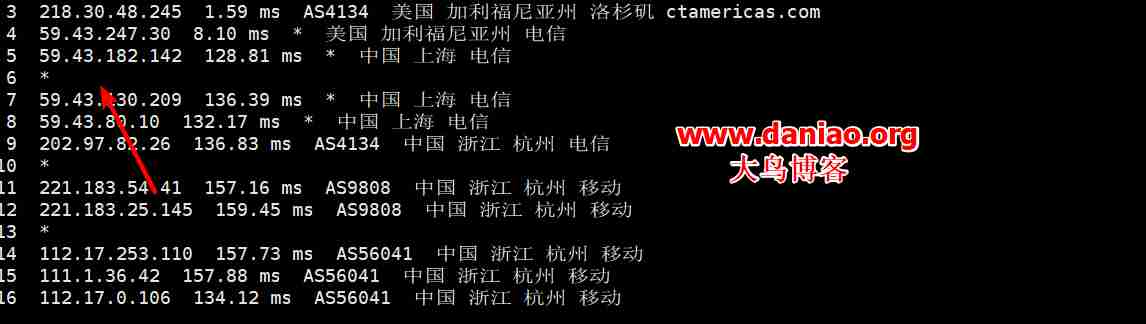 3 218.30.48.245 1.59 ms AS4134 美国 加利福尼亚州 洛杉矶 ctamericas.com
4 59.43.247.30 8.10 ms * 美国 加利福尼亚州 电信
5 59.43.182.142 128.81 ms * 中国 上海 电信
6 *
7 59.43.130.209 136.39 ms * 中国 上海 电信
8 59.43.80.10 132.17 ms * 中国 上海 电信
9 202.97.82.26 136.83 ms AS4134 中国 浙江 杭州 电信
10 *
11 221.183.54.41 157.16 ms AS9808 中国 浙江 杭州 移动
12 221.183.25.145 159.45 ms AS9808 中国 浙江 杭州 移动
13 *
14 112.17.253.110 157.73 ms AS56041 中国 浙江 杭州 移动
15 111.1.36.42 157.88 ms AS56041 中国 浙江 杭州 移动
16 112.17.0.106 134.12 ms AS56041 中国 浙江 杭州 移动
www.daniao.org
大鸟博客